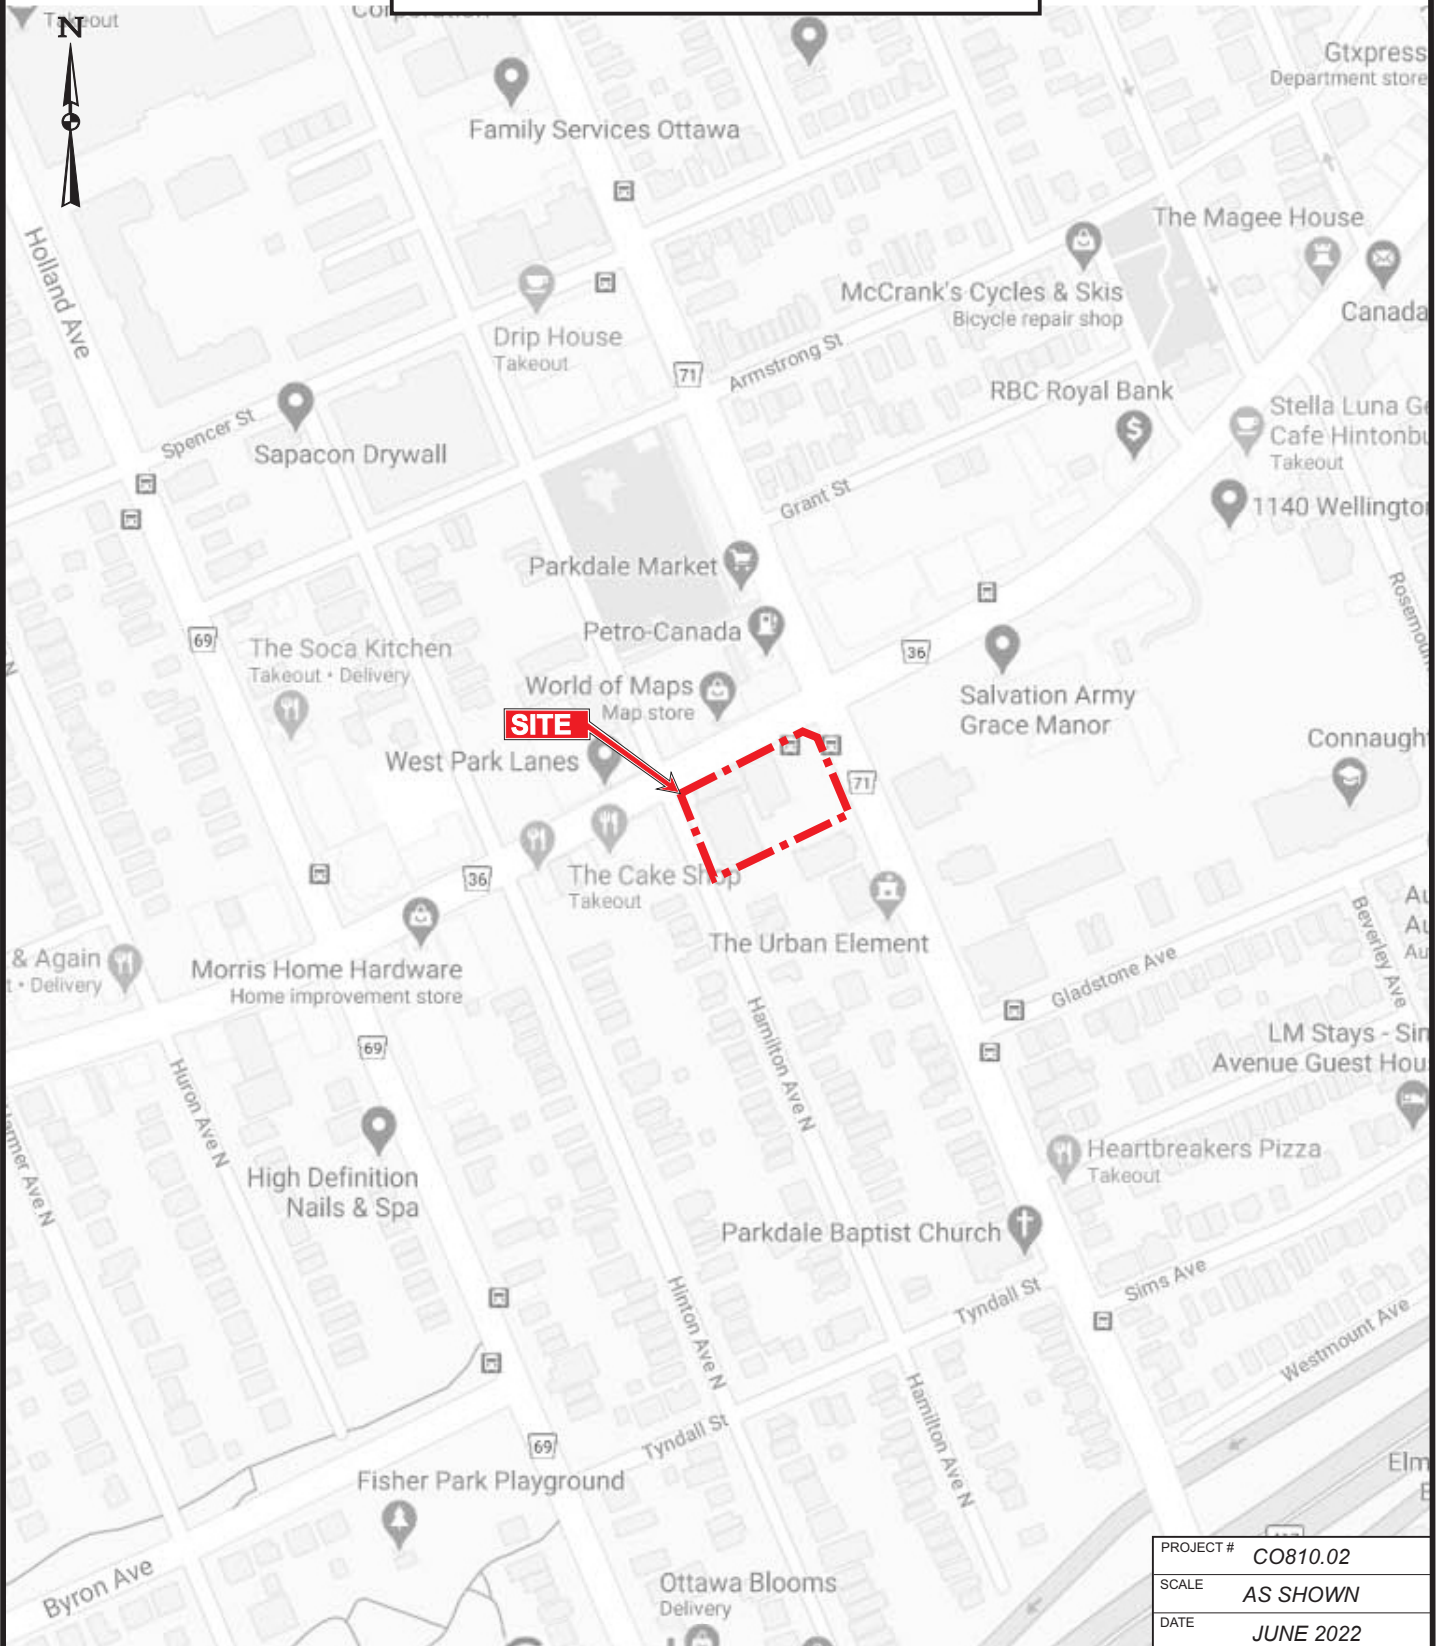 Takeout
N
Family Services Ottawa
Gtxpress
Department store
Holland Ave
The Magee House
McCrank's Cycles & Skis
Bicycle repair shop
Canada
Drip House
Takeout
71
Armstrong St
RBC Royal Bank
Stella Luna
Cafe
Takeout
Spencer St
Sapacon Drywall
Grant St
1140
Parkdale Market
Petro-Canada
69
The Soca Kitchen
Takeout • Delivery
36
World of Maps
Map store
Salvation Army
Grace Manor
SITE
West Park Lanes
71
36
The Cake Shop
Takeout
The Urban Element
& Again
• Delivery
Morris Home Hardware
Home improvement store
Gladstone Ave
Beverley Ave
69
Hamilton Ave N
LM Stays -
Avenue Guest
Huron Ave N
Ave N
High Definition
Nails & Spa
Heartbreakers Pizza
Takeout
Parkdale Baptist Church
Hinton Ave N
Tyndall St
Sims Ave
Westmount Ave
Hamilton Ave N
Tyndall St
69
Fisher Park Playground
Byron Ave
Ottawa Blooms
Delivery
PROJECT # CO810.02
SCALE AS SHOWN
DATE JUNE 2022